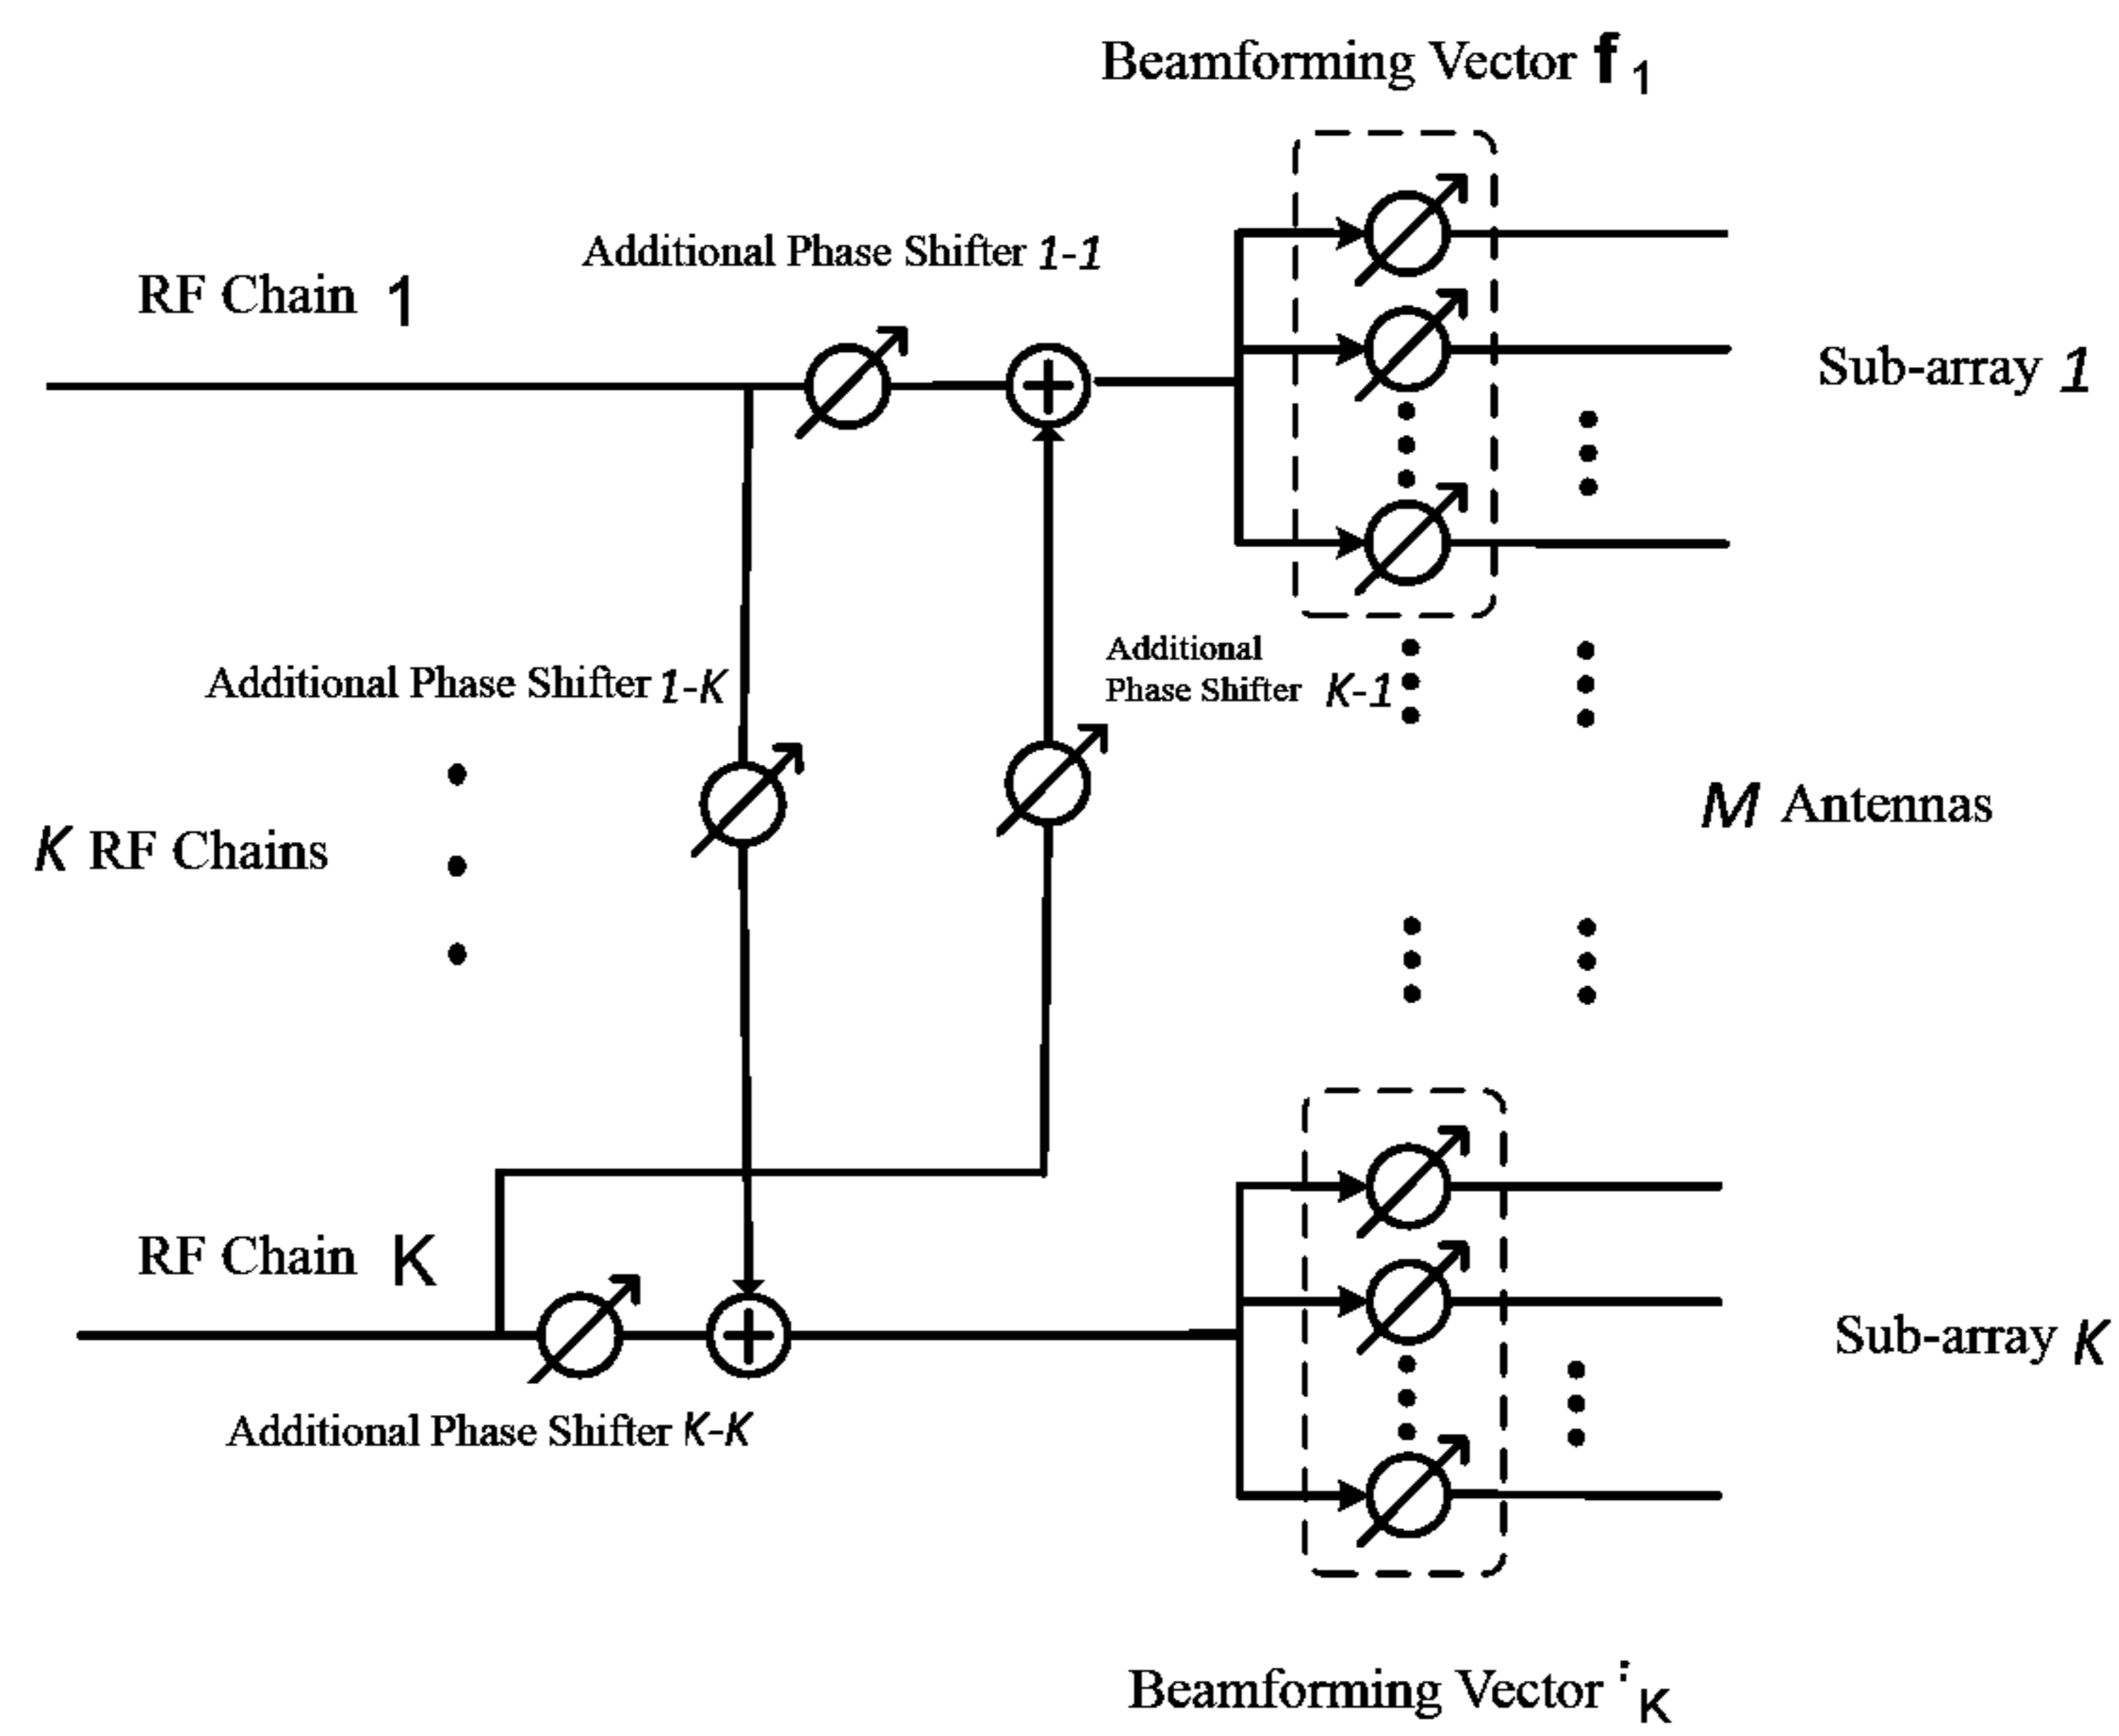 Beamforming Vector f 1
Additional Phase Shifter 1-1
RF Chain 1
Sub-array 1
Additional
Phase Shifter K-1
Additional Phase Shifter 1-K
M Antennas
K RF Chains
RF Chain K
Sub-array K
Additional Phase Shifter K-K
Beamforming Vector K